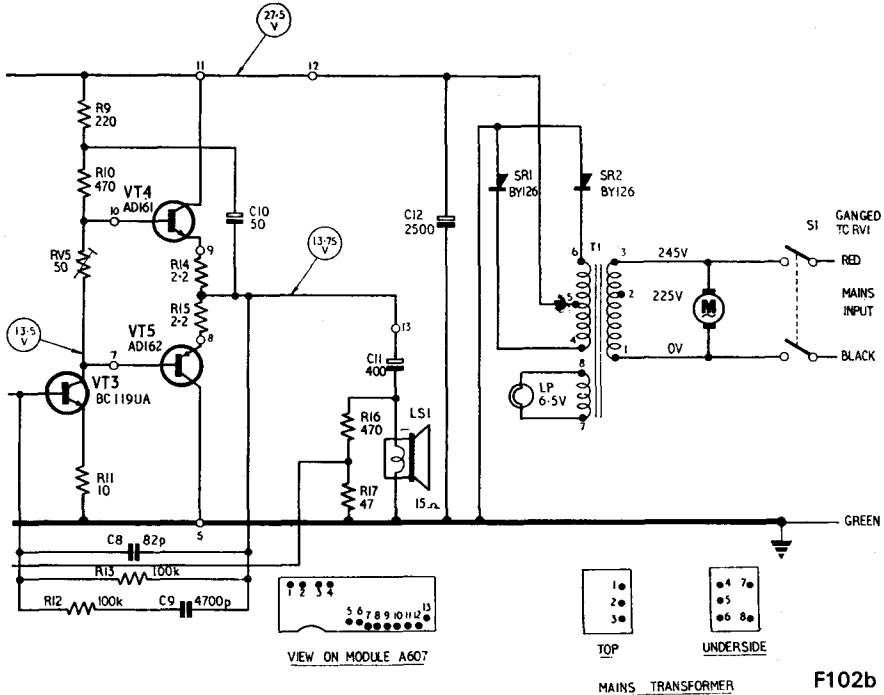 27·5
V
11
12
R9
220
R10
470
VT4
AD161
10
C10
50
C12
2500
SR1
BY126
SR2
BY126
S1
GANGED
TC RV1
RED
MAINS
INPUT
BLACK
T1
6
5
4
8
7
3
2
1
245V
225V
0V
M
RV5
50
9
R14
2·2
13·75
V
R15
2·2
8
13·5
V
7
VT5
AD162
VT3
BC119UA
13
C11
400
LP
6·5V
R16
470
LS1
R11
10
R17
47
15Ω
5
GREEN
C8
82p
R13
100k
R12
100k
C9
4700p
1 2 3 4
5 6 7 8 9 10 11 12 13
VIEW ON MODULE A607
1
2
3
TOP
4 7
5
6 8
UNDERSIDE
MAINS TRANSFORMER
F102b